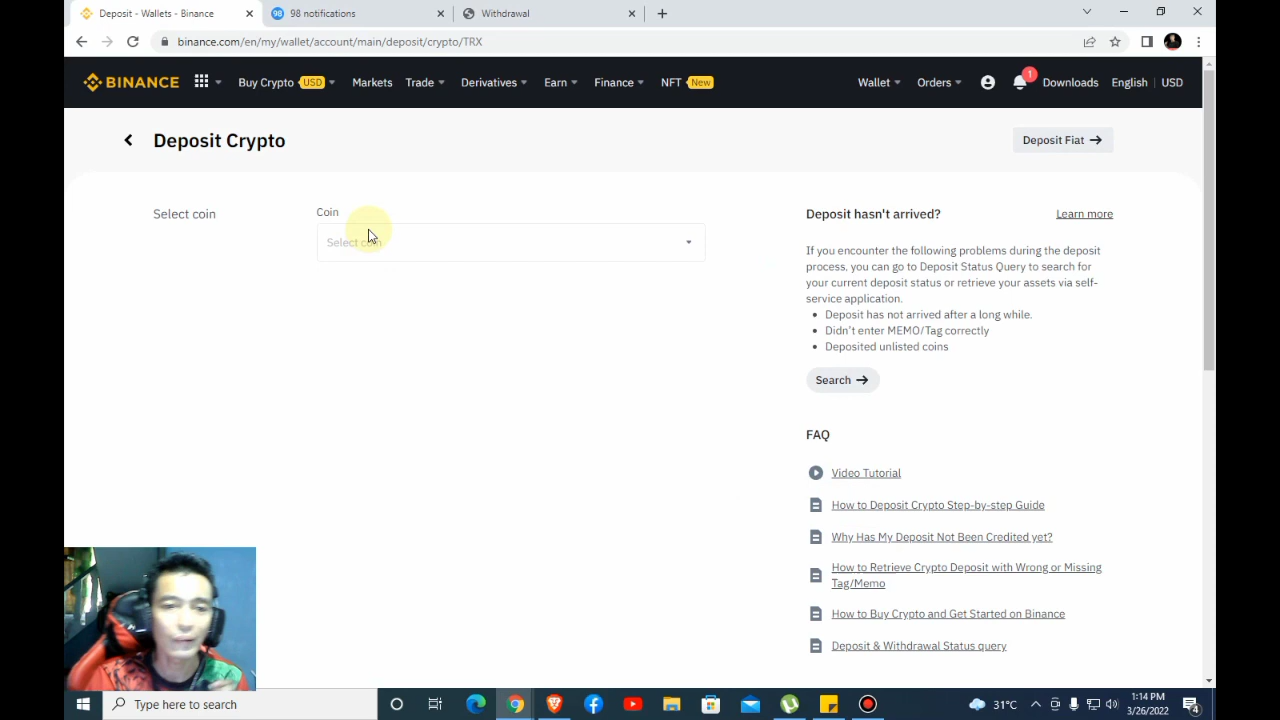 Deposit - Wallets - Binance
98 98 notifications
Withdrawal
binance.com/en/my/wallet/account/main/deposit/crypto/TRX
BINANCE Buy Crypto USD Markets Trade Derivatives Earn Finance NFT New Wallet Orders 1 Downloads English | USD
Deposit Crypto
Deposit Fiat
Select coin
Coin
Select coin
Deposit hasn't arrived? Learn more
If you encounter the following problems during the deposit
process, you can go to Deposit Status Query to search for
your current deposit status or retrieve your assets via self-
service application.
• Deposit has not arrived after a long while.
• Didn't enter MEMO/Tag correctly
• Deposited unlisted coins
Search
FAQ
Video Tutorial
How to Deposit Crypto Step-by-step Guide
Why Has My Deposit Not Been Credited yet?
How to Retrieve Crypto Deposit with Wrong or Missing
Tag/Memo
How to Buy Crypto and Get Started on Binance
Deposit & Withdrawal Status query
Type here to search
31°C
1:14 PM
3/26/2022
4